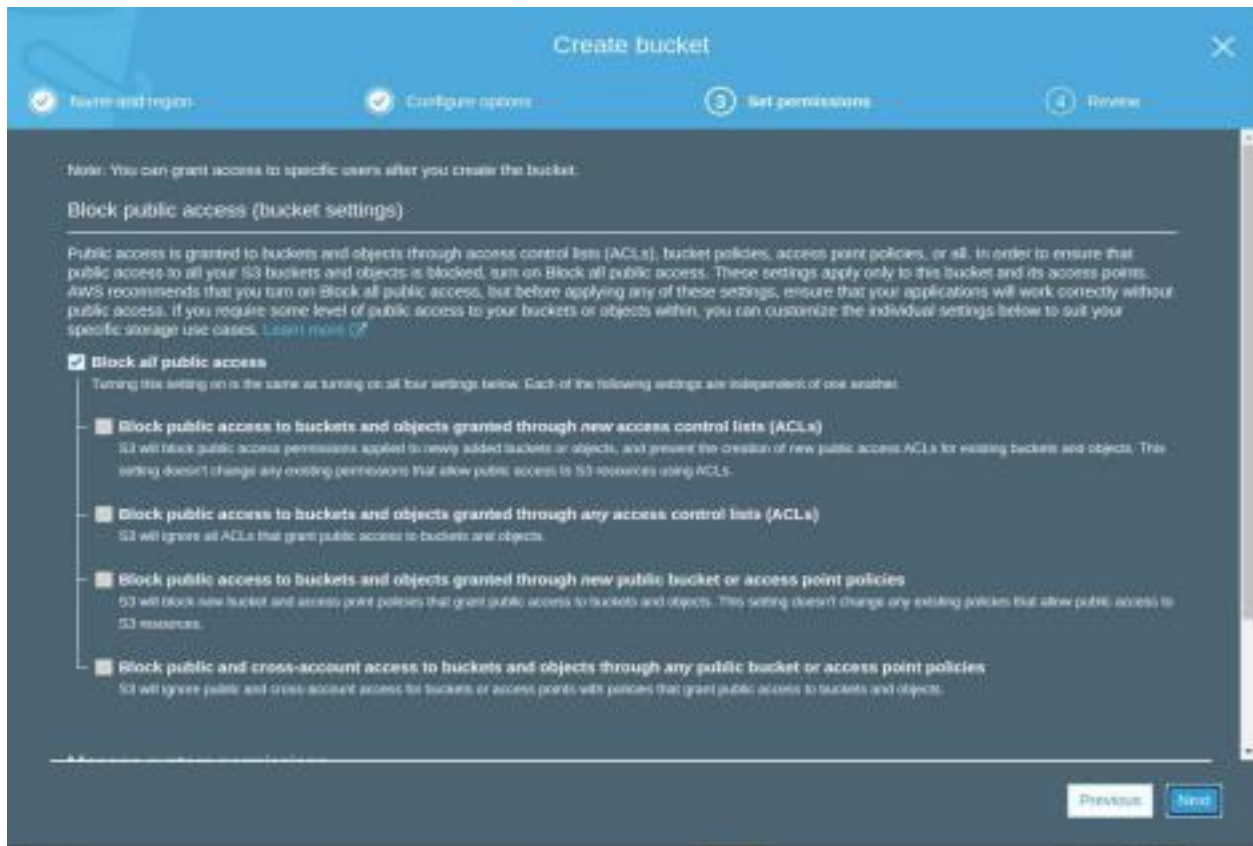 Create bucket
Name and region
Configure options
3 Set permissions
4 Review
Note: You can grant access to specific users after you create the bucket.
Block public access (bucket settings)
Public access is granted to buckets and objects through access control lists (ACLs), bucket policies, access point policies, or all. In order to ensure that
public access to all your S3 buckets and objects is blocked, turn on Block all public access. These settings apply only to this bucket and its access points.
AWS recommends that you turn on Block all public access, but before applying any of these settings, ensure that your applications will work correctly without
public access. If you require some level of public access to your buckets or objects within, you can customize the individual settings below to suit your
specific storage use cases. Learn more
Block all public access
Turning this setting on is the same as turning on all four settings below. Each of the following settings are independent of one another.
Block public access to buckets and objects granted through new access control lists (ACLs)
S3 will block public access permissions applied to newly added buckets or objects, and prevent the creation of new public access ACLs for existing buckets and objects. This
setting doesn't change any existing permissions that allow public access to S3 resources using ACLs.
Block public access to buckets and objects granted through any access control lists (ACLs)
S3 will ignore all ACLs that grant public access to buckets and objects.
Block public access to buckets and objects granted through new public bucket or access point policies
S3 will block new bucket and access point policies that grant public access to buckets and objects. This setting doesn't change any existing policies that allow public access to
S3 resources.
Block public and cross-account access to buckets and objects through any public bucket or access point policies
S3 will ignore public and cross-account access for buckets or access points with policies that grant public access to buckets and objects.
Previous
Next